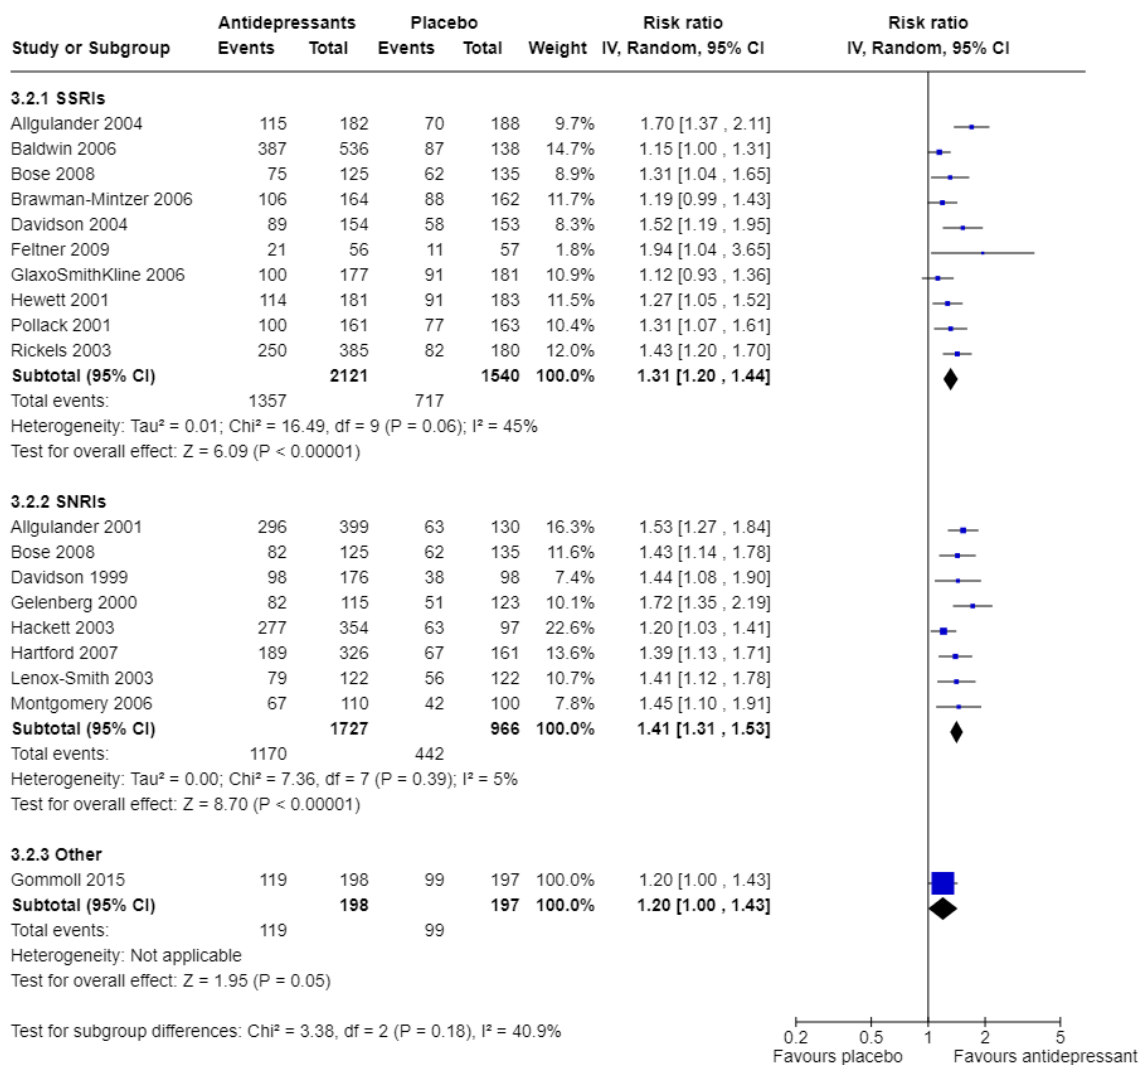 Antidepressants Placebo Risk ratio Risk ratio
Study or Subgroup Events Total Events Total Weight IV, Random, 95% CI IV, Random, 95% CI
3.2.1 SSRIs
Allgulander 2004 115 182 70 188 9.7% 1.70 [1.37 , 2.11]
Baldwin 2006 387 536 87 138 14.7% 1.15 [1.00 , 1.31]
Bose 2008 75 125 62 135 8.9% 1.31 [1.04 , 1.65]
Brawman-Mintzer 2006 106 164 88 162 11.7% 1.19 [0.99 , 1.43]
Davidson 2004 89 154 58 153 8.3% 1.52 [1.19 , 1.95]
Feltner 2009 21 56 11 57 1.8% 1.94 [1.04 , 3.65]
GlaxoSmithKline 2006 100 177 91 181 10.9% 1.12 [0.93 , 1.36]
Hewett 2001 114 181 91 183 11.5% 1.27 [1.05 , 1.52]
Pollack 2001 100 161 77 163 10.4% 1.31 [1.07 , 1.61]
Rickels 2003 250 385 82 180 12.0% 1.43 [1.20 , 1.70]
Subtotal (95% CI) 2121 1540 100.0% 1.31 [1.20 , 1.44]
Total events: 1357 717
Heterogeneity: Tau² = 0.01; Chi² = 16.49, df = 9 (P = 0.06); I² = 45%
Test for overall effect: Z = 6.09 (P < 0.00001)
3.2.2 SNRIs
Allgulander 2001 296 399 63 130 16.3% 1.53 [1.27 , 1.84]
Bose 2008 82 125 62 135 11.6% 1.43 [1.14 , 1.78]
Davidson 1999 98 176 38 98 7.4% 1.44 [1.08 , 1.90]
Gelenberg 2000 82 115 51 123 10.1% 1.72 [1.35 , 2.19]
Hackett 2003 277 354 63 97 22.6% 1.20 [1.03 , 1.41]
Hartford 2007 189 326 67 161 13.6% 1.39 [1.13 , 1.71]
Lenox-Smith 2003 79 122 56 122 10.7% 1.41 [1.12 , 1.78]
Montgomery 2006 67 110 42 100 7.8% 1.45 [1.10 , 1.91]
Subtotal (95% CI) 1727 966 100.0% 1.41 [1.31 , 1.53]
Total events: 1170 442
Heterogeneity: Tau² = 0.00; Chi² = 7.36, df = 7 (P = 0.39); I² = 5%
Test for overall effect: Z = 8.70 (P < 0.00001)
3.2.3 Other
Gommoll 2015 119 198 99 197 100.0% 1.20 [1.00 , 1.43]
Subtotal (95% CI) 198 197 100.0% 1.20 [1.00 , 1.43]
Total events: 119 99
Heterogeneity: Not applicable
Test for overall effect: Z = 1.95 (P = 0.05)
Test for subgroup differences: Chi² = 3.38, df = 2 (P = 0.18), I² = 40.9%
0.2 0.5 1 2 5
Favours placebo Favours antidepressant